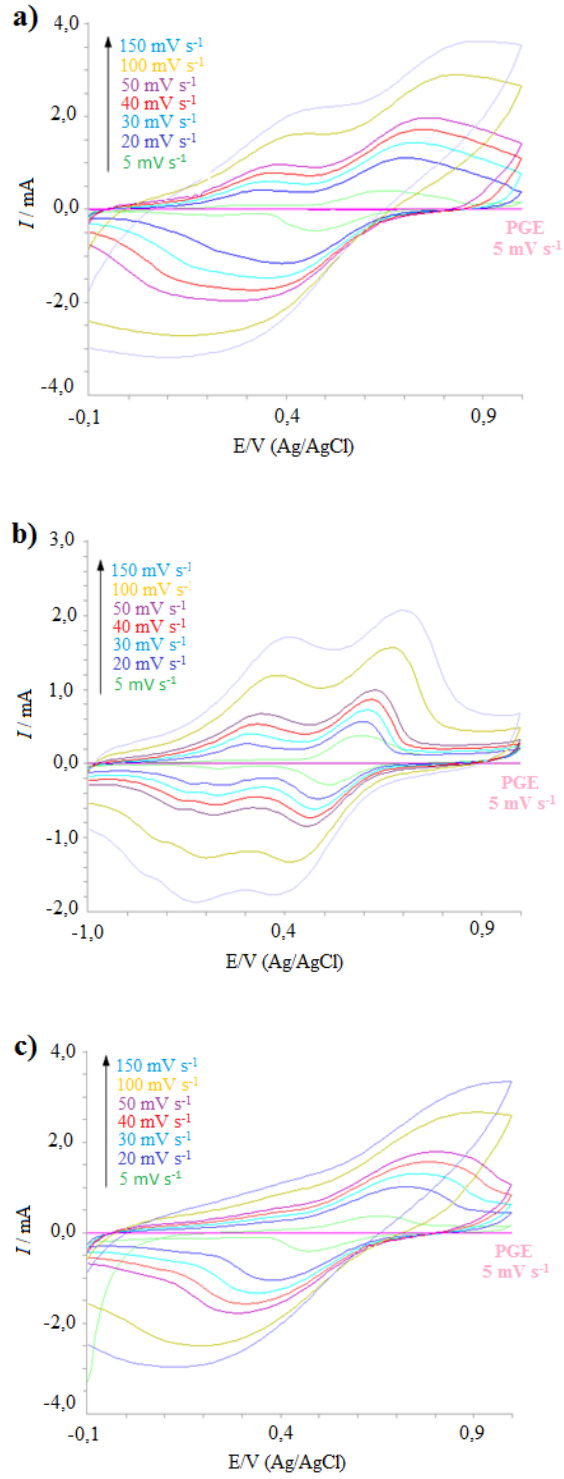 a)
4,0
150 mV s⁻¹
100 mV s⁻¹
50 mV s⁻¹
40 mV s⁻¹
30 mV s⁻¹
20 mV s⁻¹
5 mV s⁻¹
2,0
I / mA
0,0
PGE
5 mV s⁻¹
-2,0
-4,0
-0,1
0,4
0,9
E/V (Ag/AgCl)
b)
3,0
150 mV s⁻¹
100 mV s⁻¹
50 mV s⁻¹
40 mV s⁻¹
30 mV s⁻¹
20 mV s⁻¹
5 mV s⁻¹
2,0
1,0
I / mA
0,0
PGE
5 mV s⁻¹
-1,0
-2,0
-1,0
0,4
0,9
E/V (Ag/AgCl)
c)
4,0
150 mV s⁻¹
100 mV s⁻¹
50 mV s⁻¹
40 mV s⁻¹
30 mV s⁻¹
20 mV s⁻¹
5 mV s⁻¹
2,0
I / mA
0,0
PGE
5 mV s⁻¹
-2,0
-4,0
-0,1
0,4
0,9
E/V (Ag/AgCl)